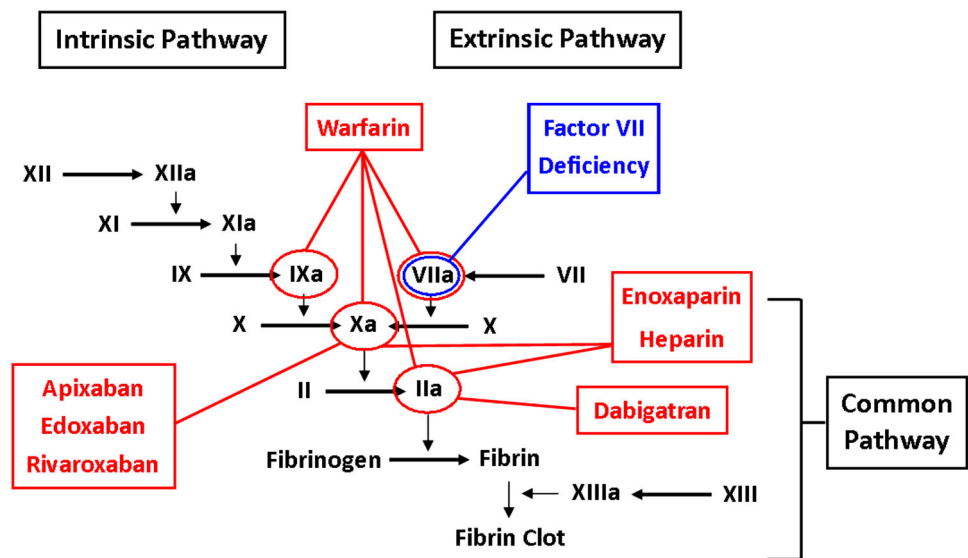 Intrinsic Pathway
Extrinsic Pathway
Warfarin
Factor VII
Deficiency
XII XIIa
XI XIa
IX IXa VIIa VII
X Xa X
Enoxaparin
Heparin
II IIa
Apixaban
Edoxaban
Rivaroxaban
Dabigatran
Common
Pathway
Fibrinogen Fibrin
XIIIa XIII
Fibrin Clot